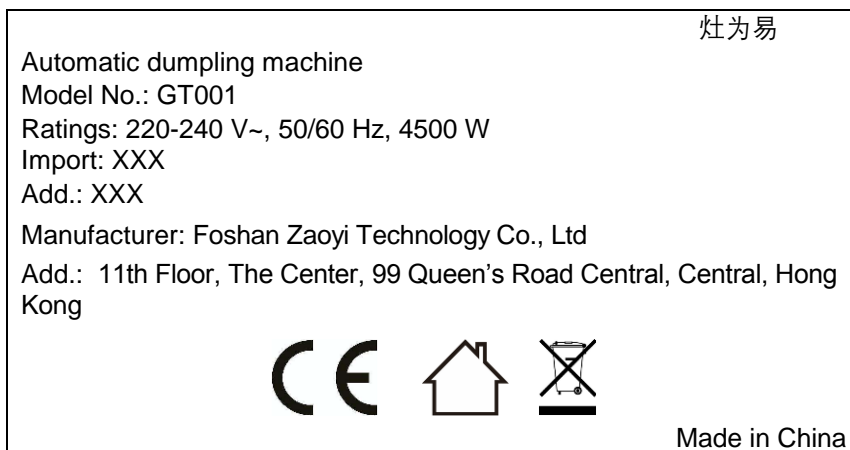 灶为易
Automatic dumpling machine
Model No.: GT001
Ratings: 220-240 V~, 50/60 Hz, 4500 W
Import: XXX
Add.: XXX
Manufacturer: Foshan Zaoyi Technology Co., Ltd
Add.: 11th Floor, The Center, 99 Queen’s Road Central, Central, Hong
Kong
CE
Made in China